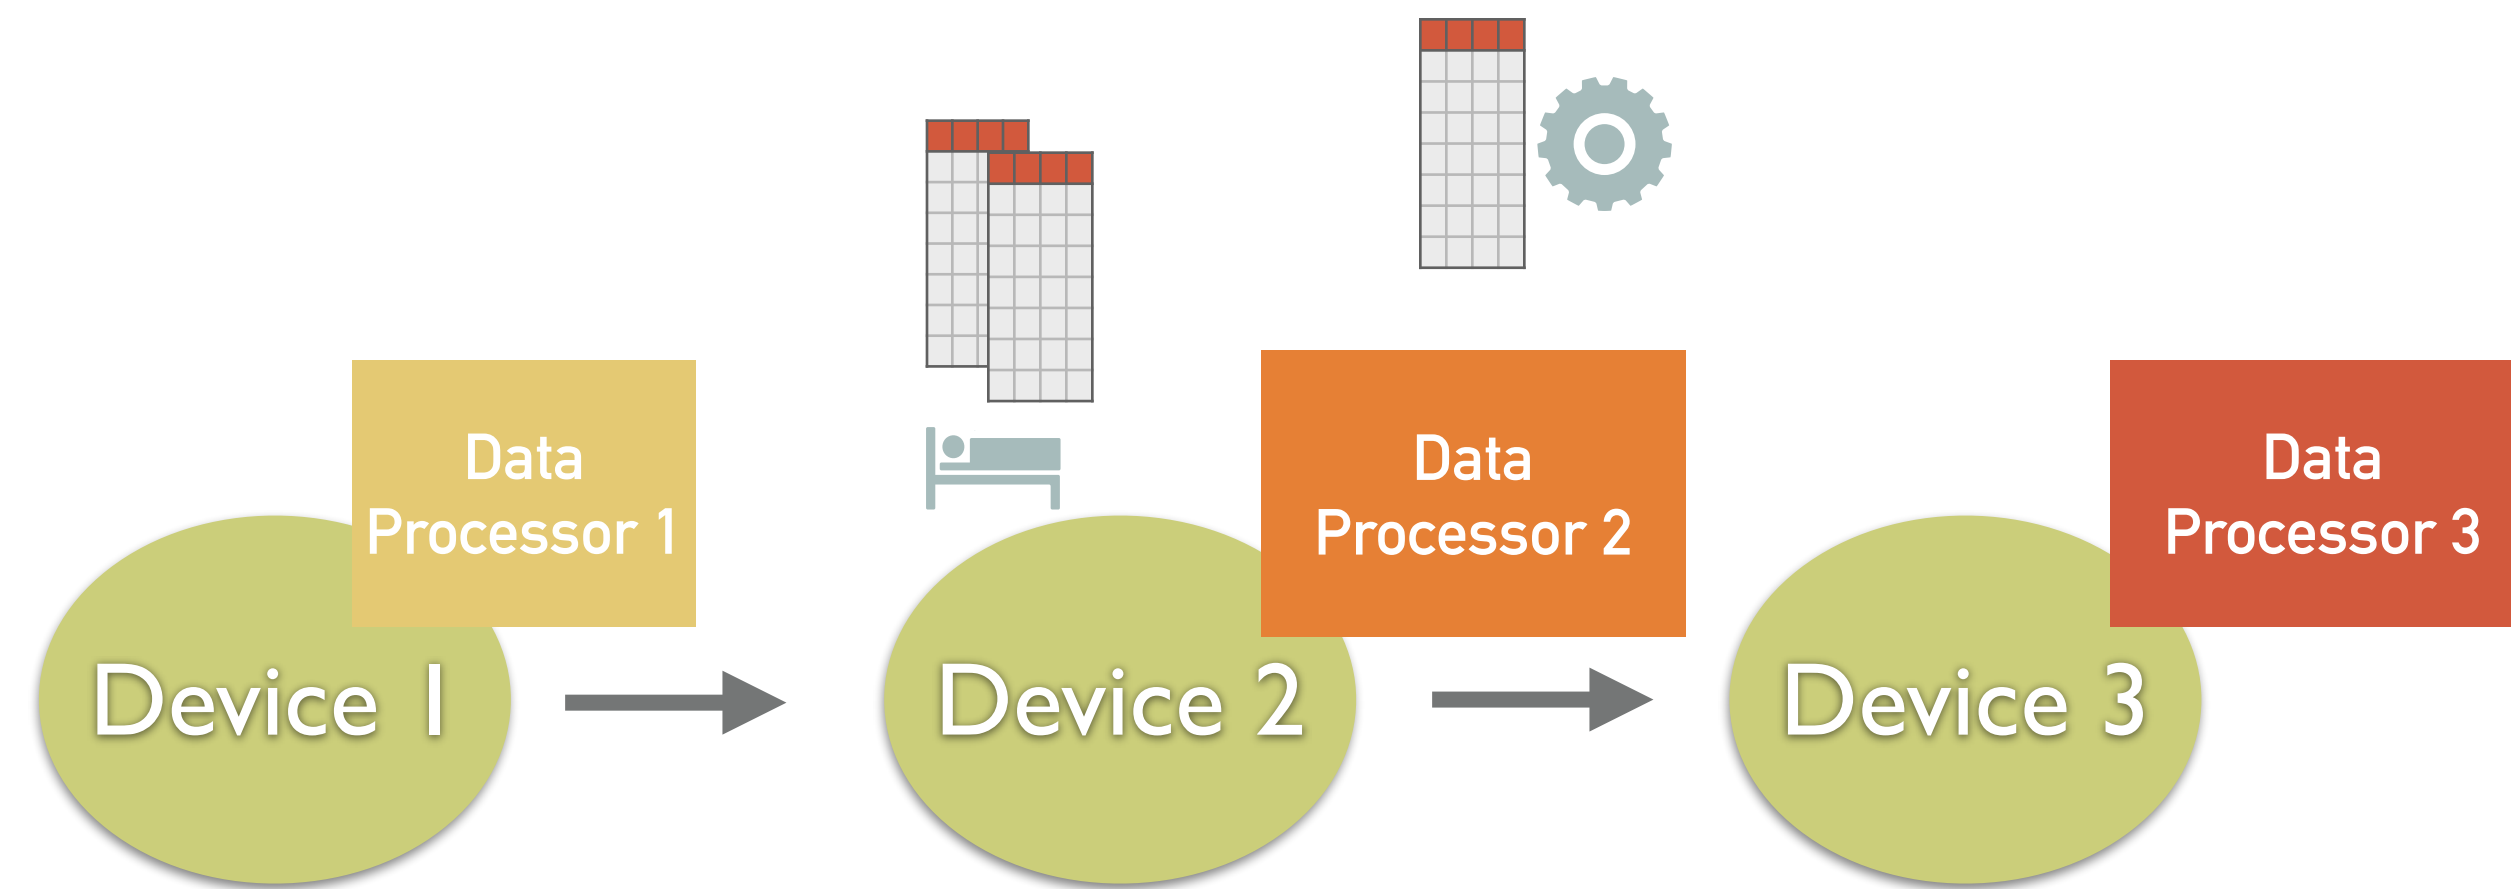 Data
Processor 1
Device 1
Data
Processor 2
Device 2
Data
Processor 3
Device 3